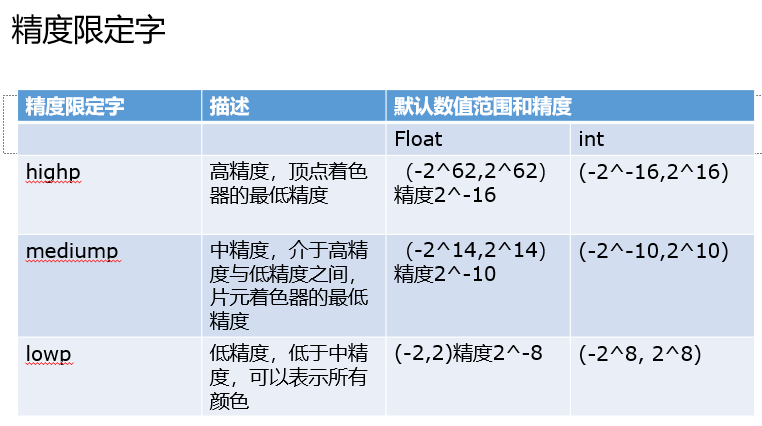 精度限定字
精度限定字 描述 默认数值范围和精度
Float int
highp 高精度，顶点着色 （-2^62,2^62） (-2^-16,2^16)
器的最低精度 精度2^-16
mediump 中精度，介于高精 （-2^14,2^14） (-2^-10,2^10)
度与低精度之间， 精度2^-10
片元着色器的最低
精度
lowp 低精度，低于中精 (-2,2)精度2^-8 (-2^8, 2^8)
度，可以表示所有
颜色